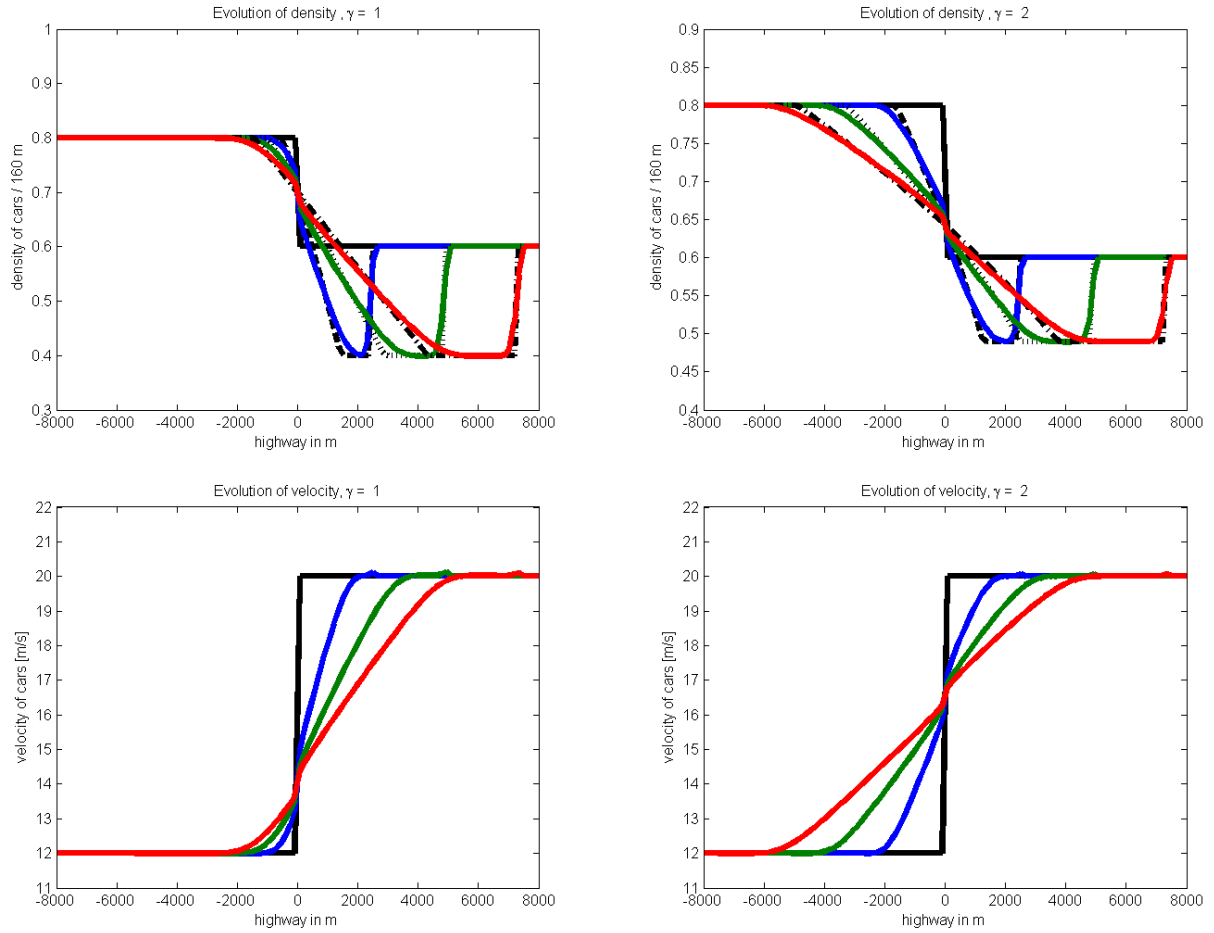 Evolution of density , γ = 1
1
0.9
0.8
0.7
0.6
0.5
0.4
0.3
density of cars / 160 m
-8000 -6000 -4000 -2000 0 2000 4000 6000 8000
highway in m
Evolution of density , γ = 2
0.9
0.85
0.8
0.75
0.7
0.65
0.6
0.55
0.5
0.45
0.4
density of cars / 160 m
-8000 -6000 -4000 -2000 0 2000 4000 6000 8000
highway in m
Evolution of velocity, γ = 1
22
21
20
19
18
17
16
15
14
13
12
11
velocity of cars [m/s]
-8000 -6000 -4000 -2000 0 2000 4000 6000 8000
highway in m
Evolution of velocity, γ = 2
22
21
20
19
18
17
16
15
14
13
12
11
velocity of cars [m/s]
-8000 -6000 -4000 -2000 0 2000 4000 6000 8000
highway in m